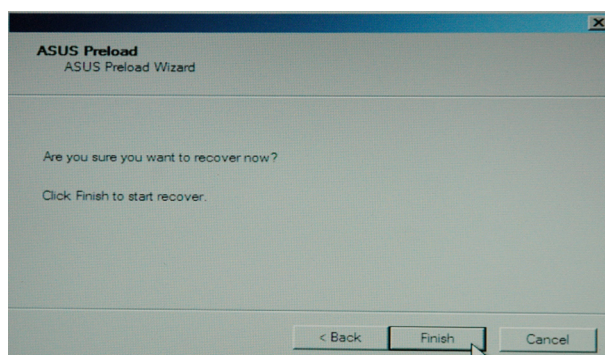 ASUS Preload
ASUS Preload Wizard
Are you sure you want to recover now?
Click Finish to start recover.
< Back Finish Cancel